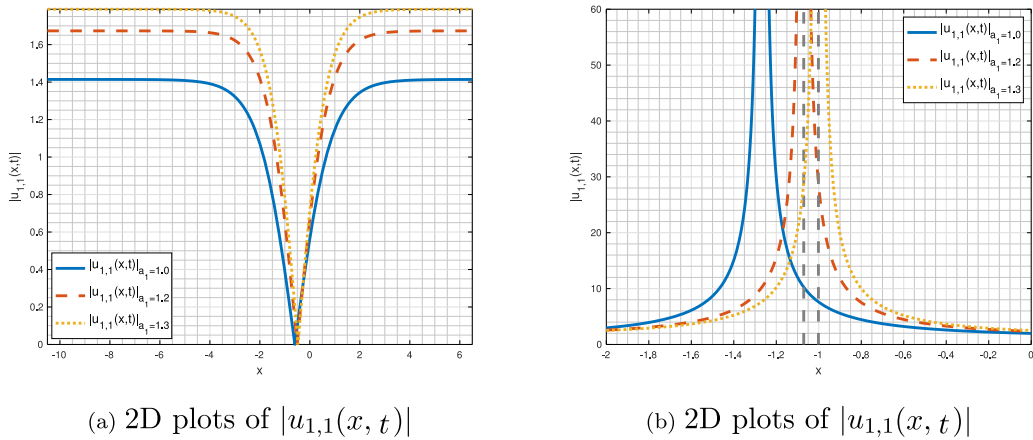 |u1,1(x,t)|
1,6
1.4
1.2
1
0.8
0.6
0.4
0.2
0
|u1,1(x,t)|a1=1.0
|u1,1(x,t)|a1=1.2
|u1,1(x,t)|a1=1.3
-10 -8 -6 -4 -2 0 2 4 6
x
(a) 2D plots of |u1,1(x, t)|
|u1,1(x,t)|
60
50
40
30
20
10
0
|u1,1(x,t)|a1=1.0
|u1,1(x,t)|a1=1.2
|u1,1(x,t)|a1=1.3
-2 -1,8 -1,6 -1,4 -1,2 -1 -0,8 -0,6 -0,4 -0,2 0
x
(b) 2D plots of |u1,1(x, t)|